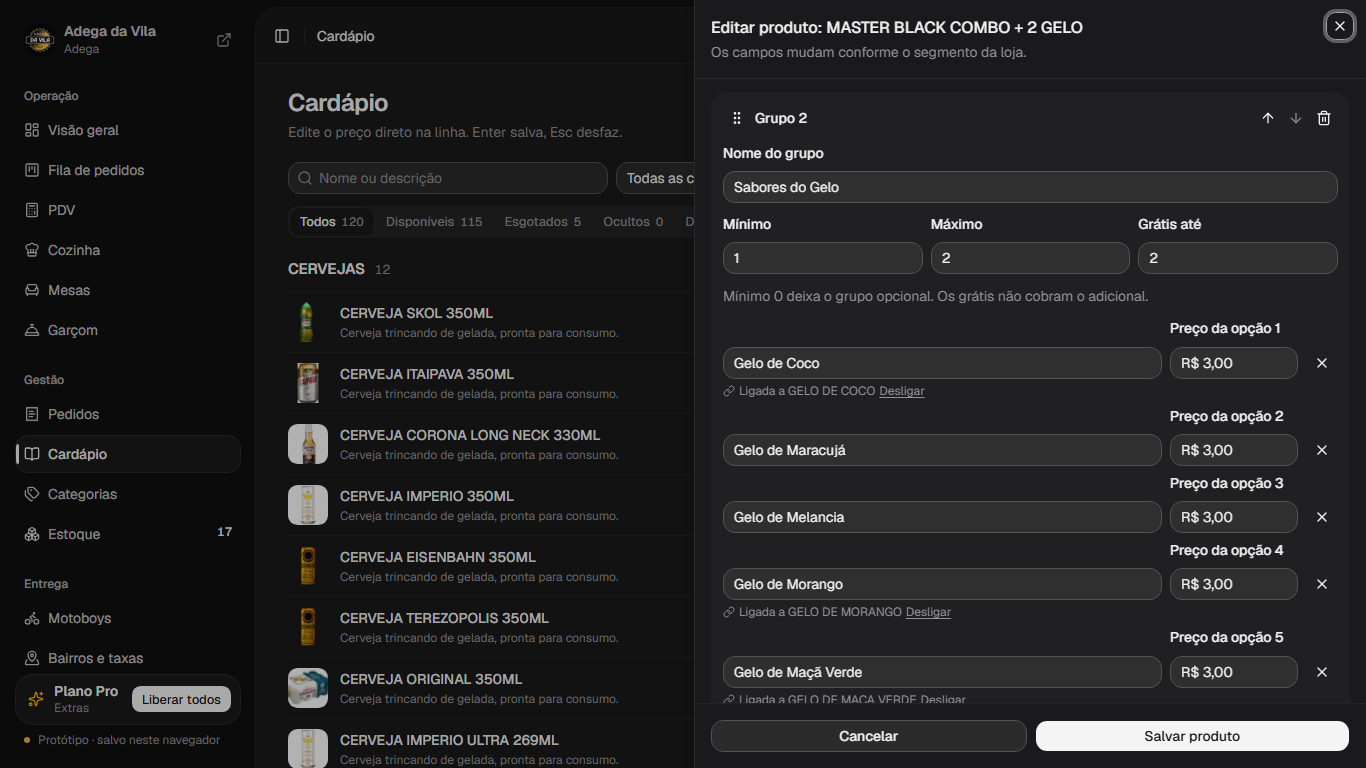 Adega da Vila
Adega
Operação
Visão geral
Fila de pedidos
PDV
Cozinha
Mesas
Garçom
Gestão
Pedidos
Cardápio
Categorias
Estoque 17
Entrega
Motoboys
Bairros e taxas
Plano Pro
Extras
Liberar todos
Protótipo · salvo neste navegador
Cardápio
Cardápio
Edite o preço direto na linha. Enter salva, Esc desfaz.
Nome ou descrição
Todas as c
Todos 120 Disponíveis 115 Esgotados 5 Ocultos 0 D
CERVEJAS 12
CERVEJA SKOL 350ML
Cerveja trincando de gelada, pronta para consumo.
CERVEJA ITAIPAVA 350ML
Cerveja trincando de gelada, pronta para consumo.
CERVEJA CORONA LONG NECK 330ML
Cerveja trincando de gelada, pronta para consumo.
CERVEJA IMPERIO 350ML
Cerveja trincando de gelada, pronta para consumo.
CERVEJA EISENBAHN 350ML
Cerveja trincando de gelada, pronta para consumo.
CERVEJA TEREZOPOLIS 350ML
Cerveja trincando de gelada, pronta para consumo.
CERVEJA ORIGINAL 350ML
Cerveja trincando de gelada, pronta para consumo.
CERVEJA IMPERIO ULTRA 269ML
Cerveja trincando de gelada, pronta para consumo.
Editar produto: MASTER BLACK COMBO + 2 GELO
Os campos mudam conforme o segmento da loja.
Grupo 2
Nome do grupo
Sabores do Gelo
Mínimo Máximo Grátis até
1 2 2
Mínimo 0 deixa o grupo opcional. Os grátis não cobram o adicional.
Preço da opção 1
Gelo de Coco R$ 3,00
Ligada a GELO DE COCO Desligar
Preço da opção 2
Gelo de Maracujá R$ 3,00
Preço da opção 3
Gelo de Melancia R$ 3,00
Preço da opção 4
Gelo de Morango R$ 3,00
Ligada a GELO DE MORANGO Desligar
Preço da opção 5
Gelo de Maçã Verde R$ 3,00
Ligada a GELO DE MACA VERDE Desligar
Cancelar Salvar produto